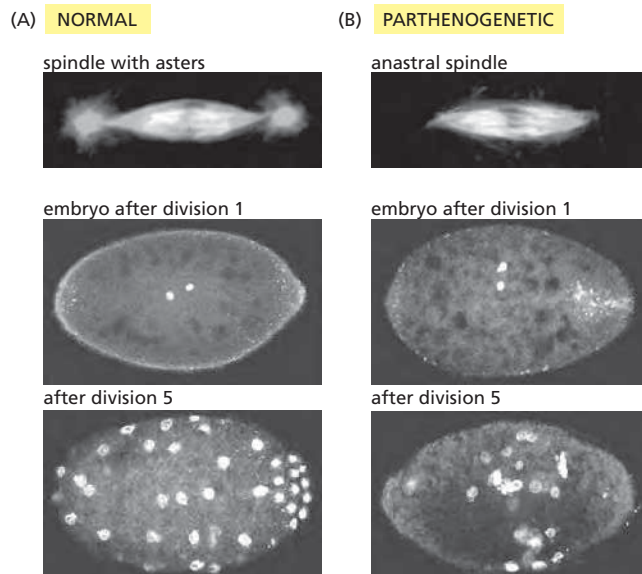 (A) NORMAL
spindle with asters
embryo after division 1
after division 5
(B) PARTHENOGENETIC
anastral spindle
embryo after division 1
after division 5